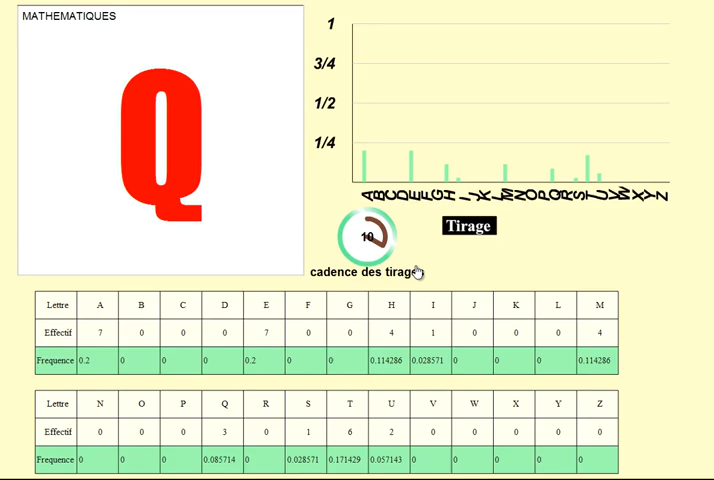 MATHEMATIQUES
Q
1
3/4
1/2
1/4
A B C D E F G H I J K L M N O P Q R S T U V W X Y Z
Tirage
10
cadence des tirages
Lettre A B C D E F G H I J K L M
Effectif 7 0 0 0 7 0 0 4 1 0 0 0 4
Frequence 0.2 0 0 0 0.2 0 0 0.114286 0.028571 0 0 0 0.114286
Lettre N O P Q R S T U V W X Y Z
Effectif 0 0 0 3 0 1 6 2 0 0 0 0 0
Frequence 0 0 0 0.085714 0 0.028571 0.171429 0.057143 0 0 0 0 0